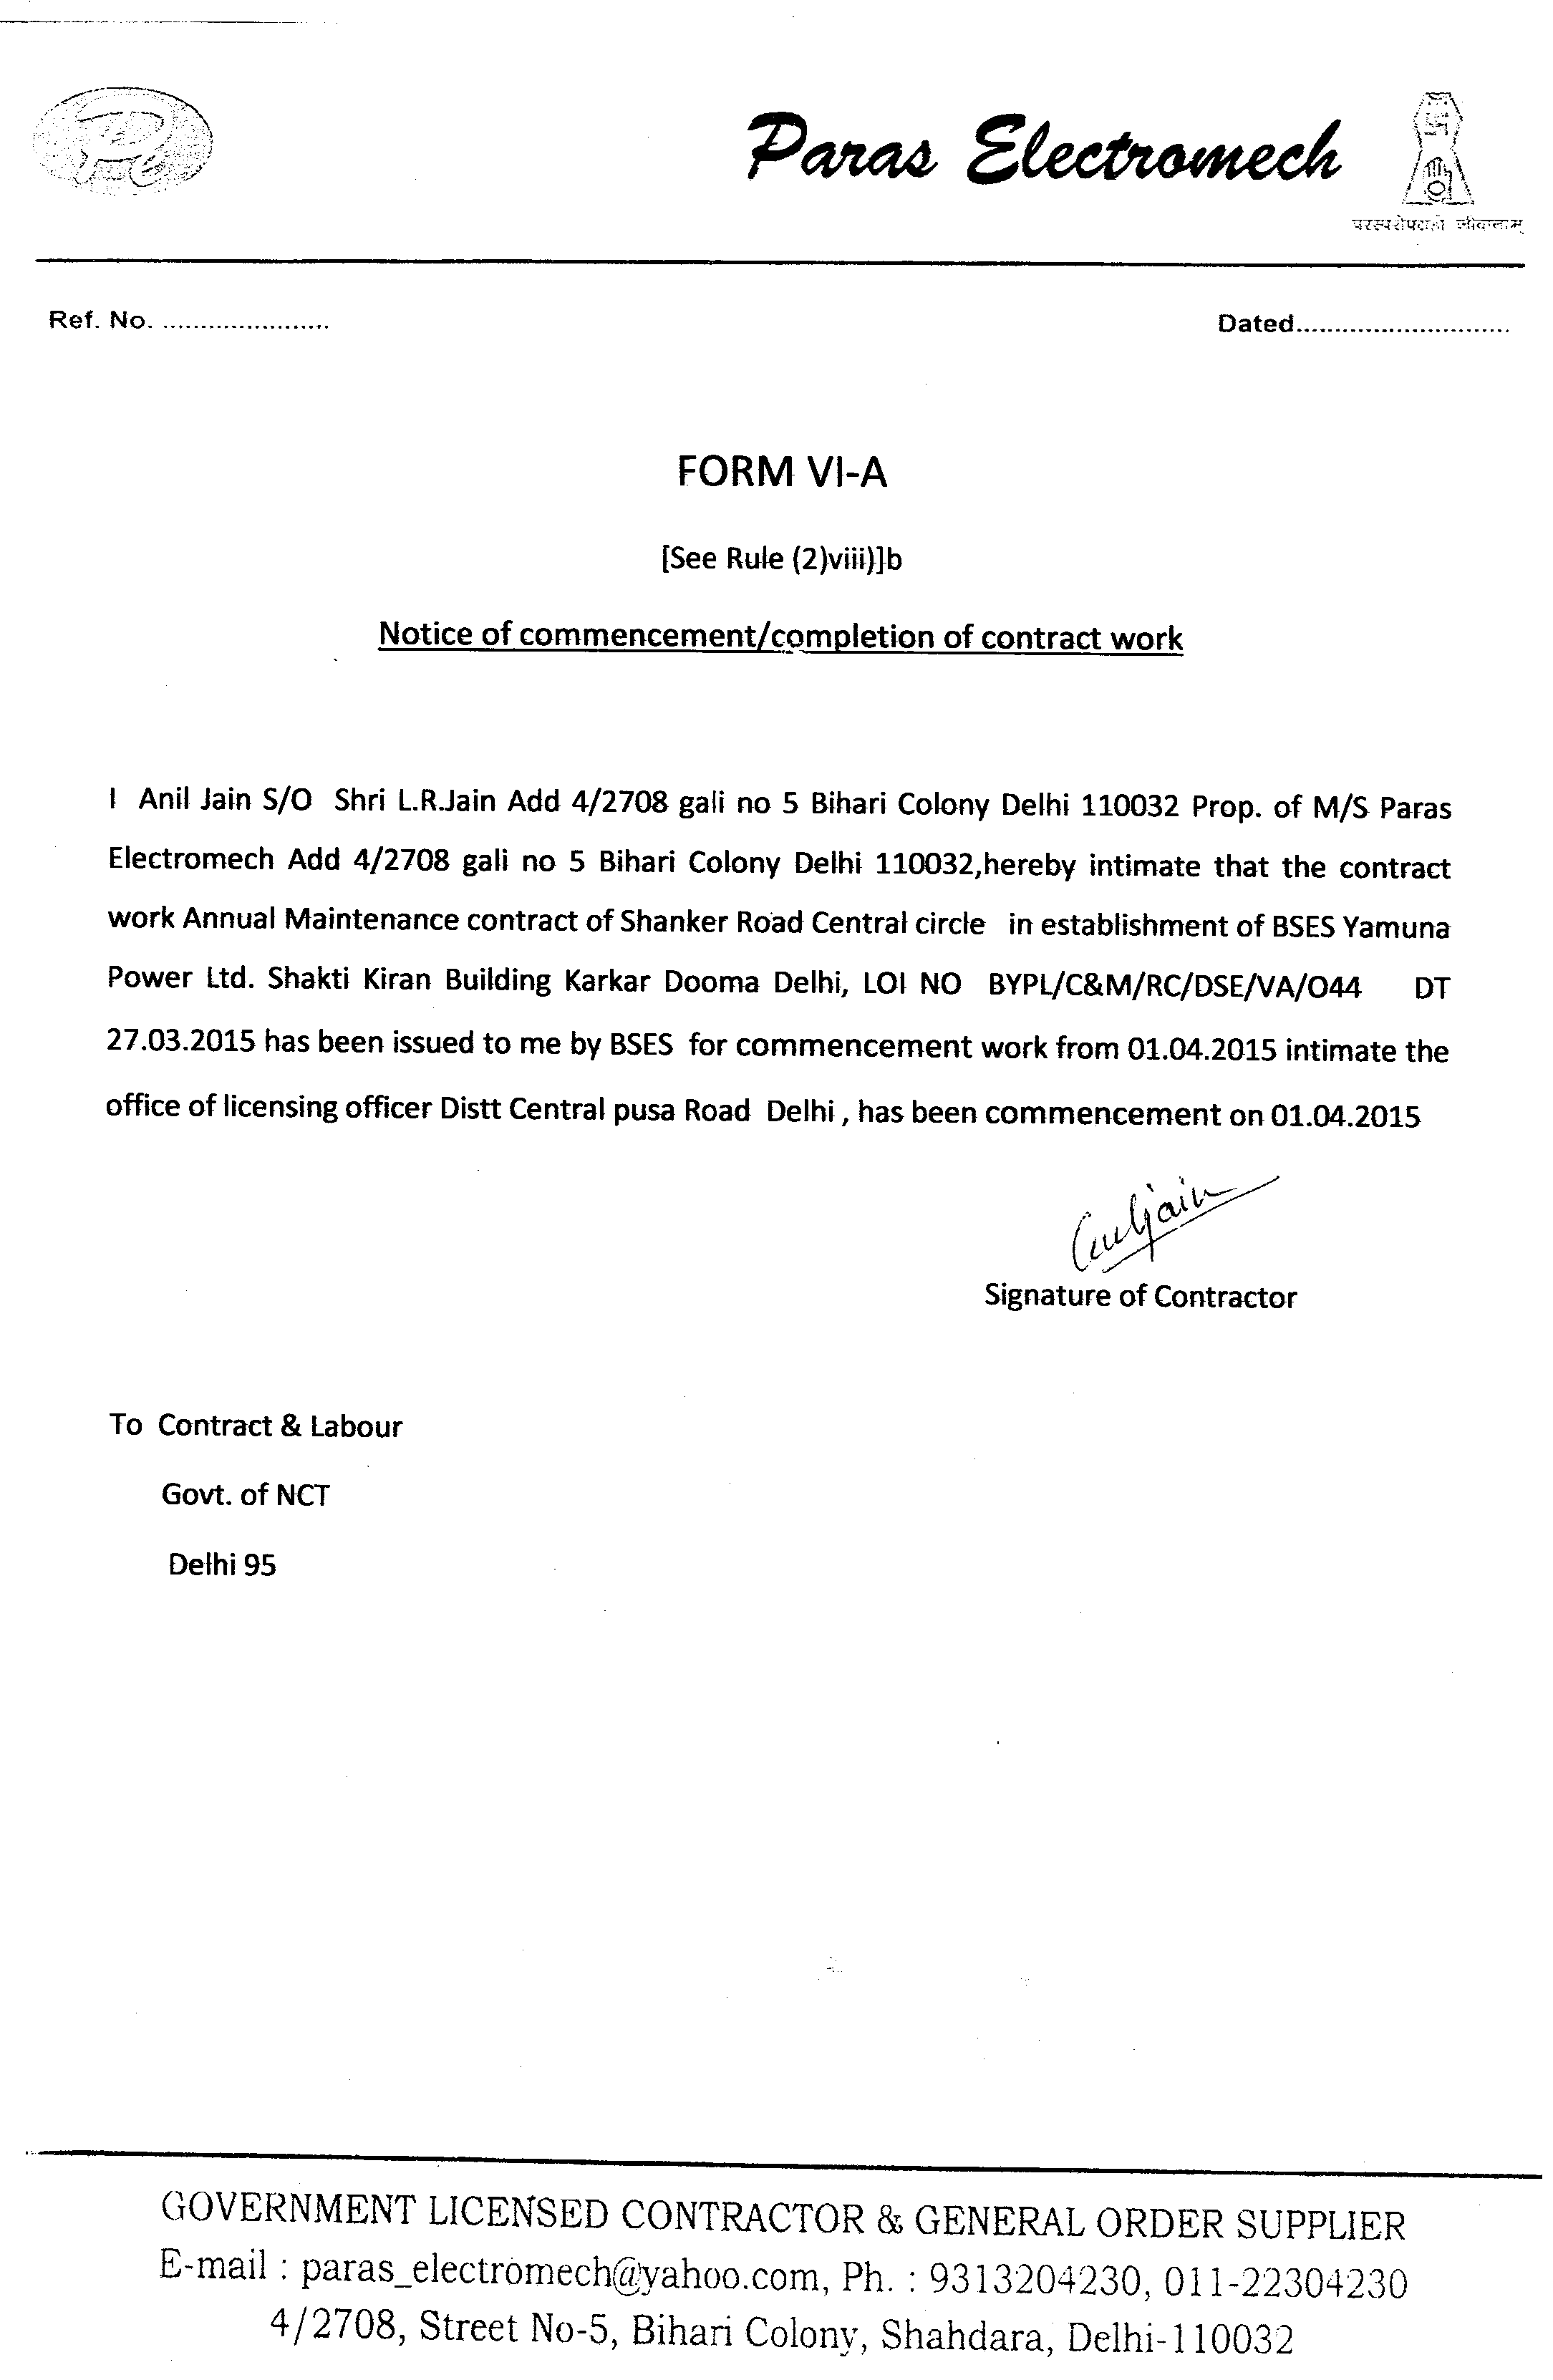 Pe
Paras Electromech
परस्परोपग्रहो जीवानाम्
Ref. No. ......................
Dated............................
FORM VI-A
[See Rule (2)viii)]b
Notice of commencement/completion of contract work
I Anil Jain S/O Shri L.R.Jain Add 4/2708 gali no 5 Bihari Colony Delhi 110032 Prop. of M/S Paras
Electromech Add 4/2708 gali no 5 Bihari Colony Delhi 110032,hereby intimate that the contract
work Annual Maintenance contract of Shanker Road Central circle in establishment of BSES Yamuna
Power Ltd. Shakti Kiran Building Karkar Dooma Delhi, LOI NO BYPL/C&M/RC/DSE/VA/O44 DT
27.03.2015 has been issued to me by BSES for commencement work from 01.04.2015 intimate the
office of licensing officer Distt Central pusa Road Delhi , has been commencement on 01.04.2015
Signature of Contractor
To Contract & Labour
Govt. of NCT
Delhi 95
GOVERNMENT LICENSED CONTRACTOR & GENERAL ORDER SUPPLIER
E-mail : paras_electromech@yahoo.com, Ph. : 9313204230, 011-22304230
4/2708, Street No-5, Bihari Colony, Shahdara, Delhi-110032